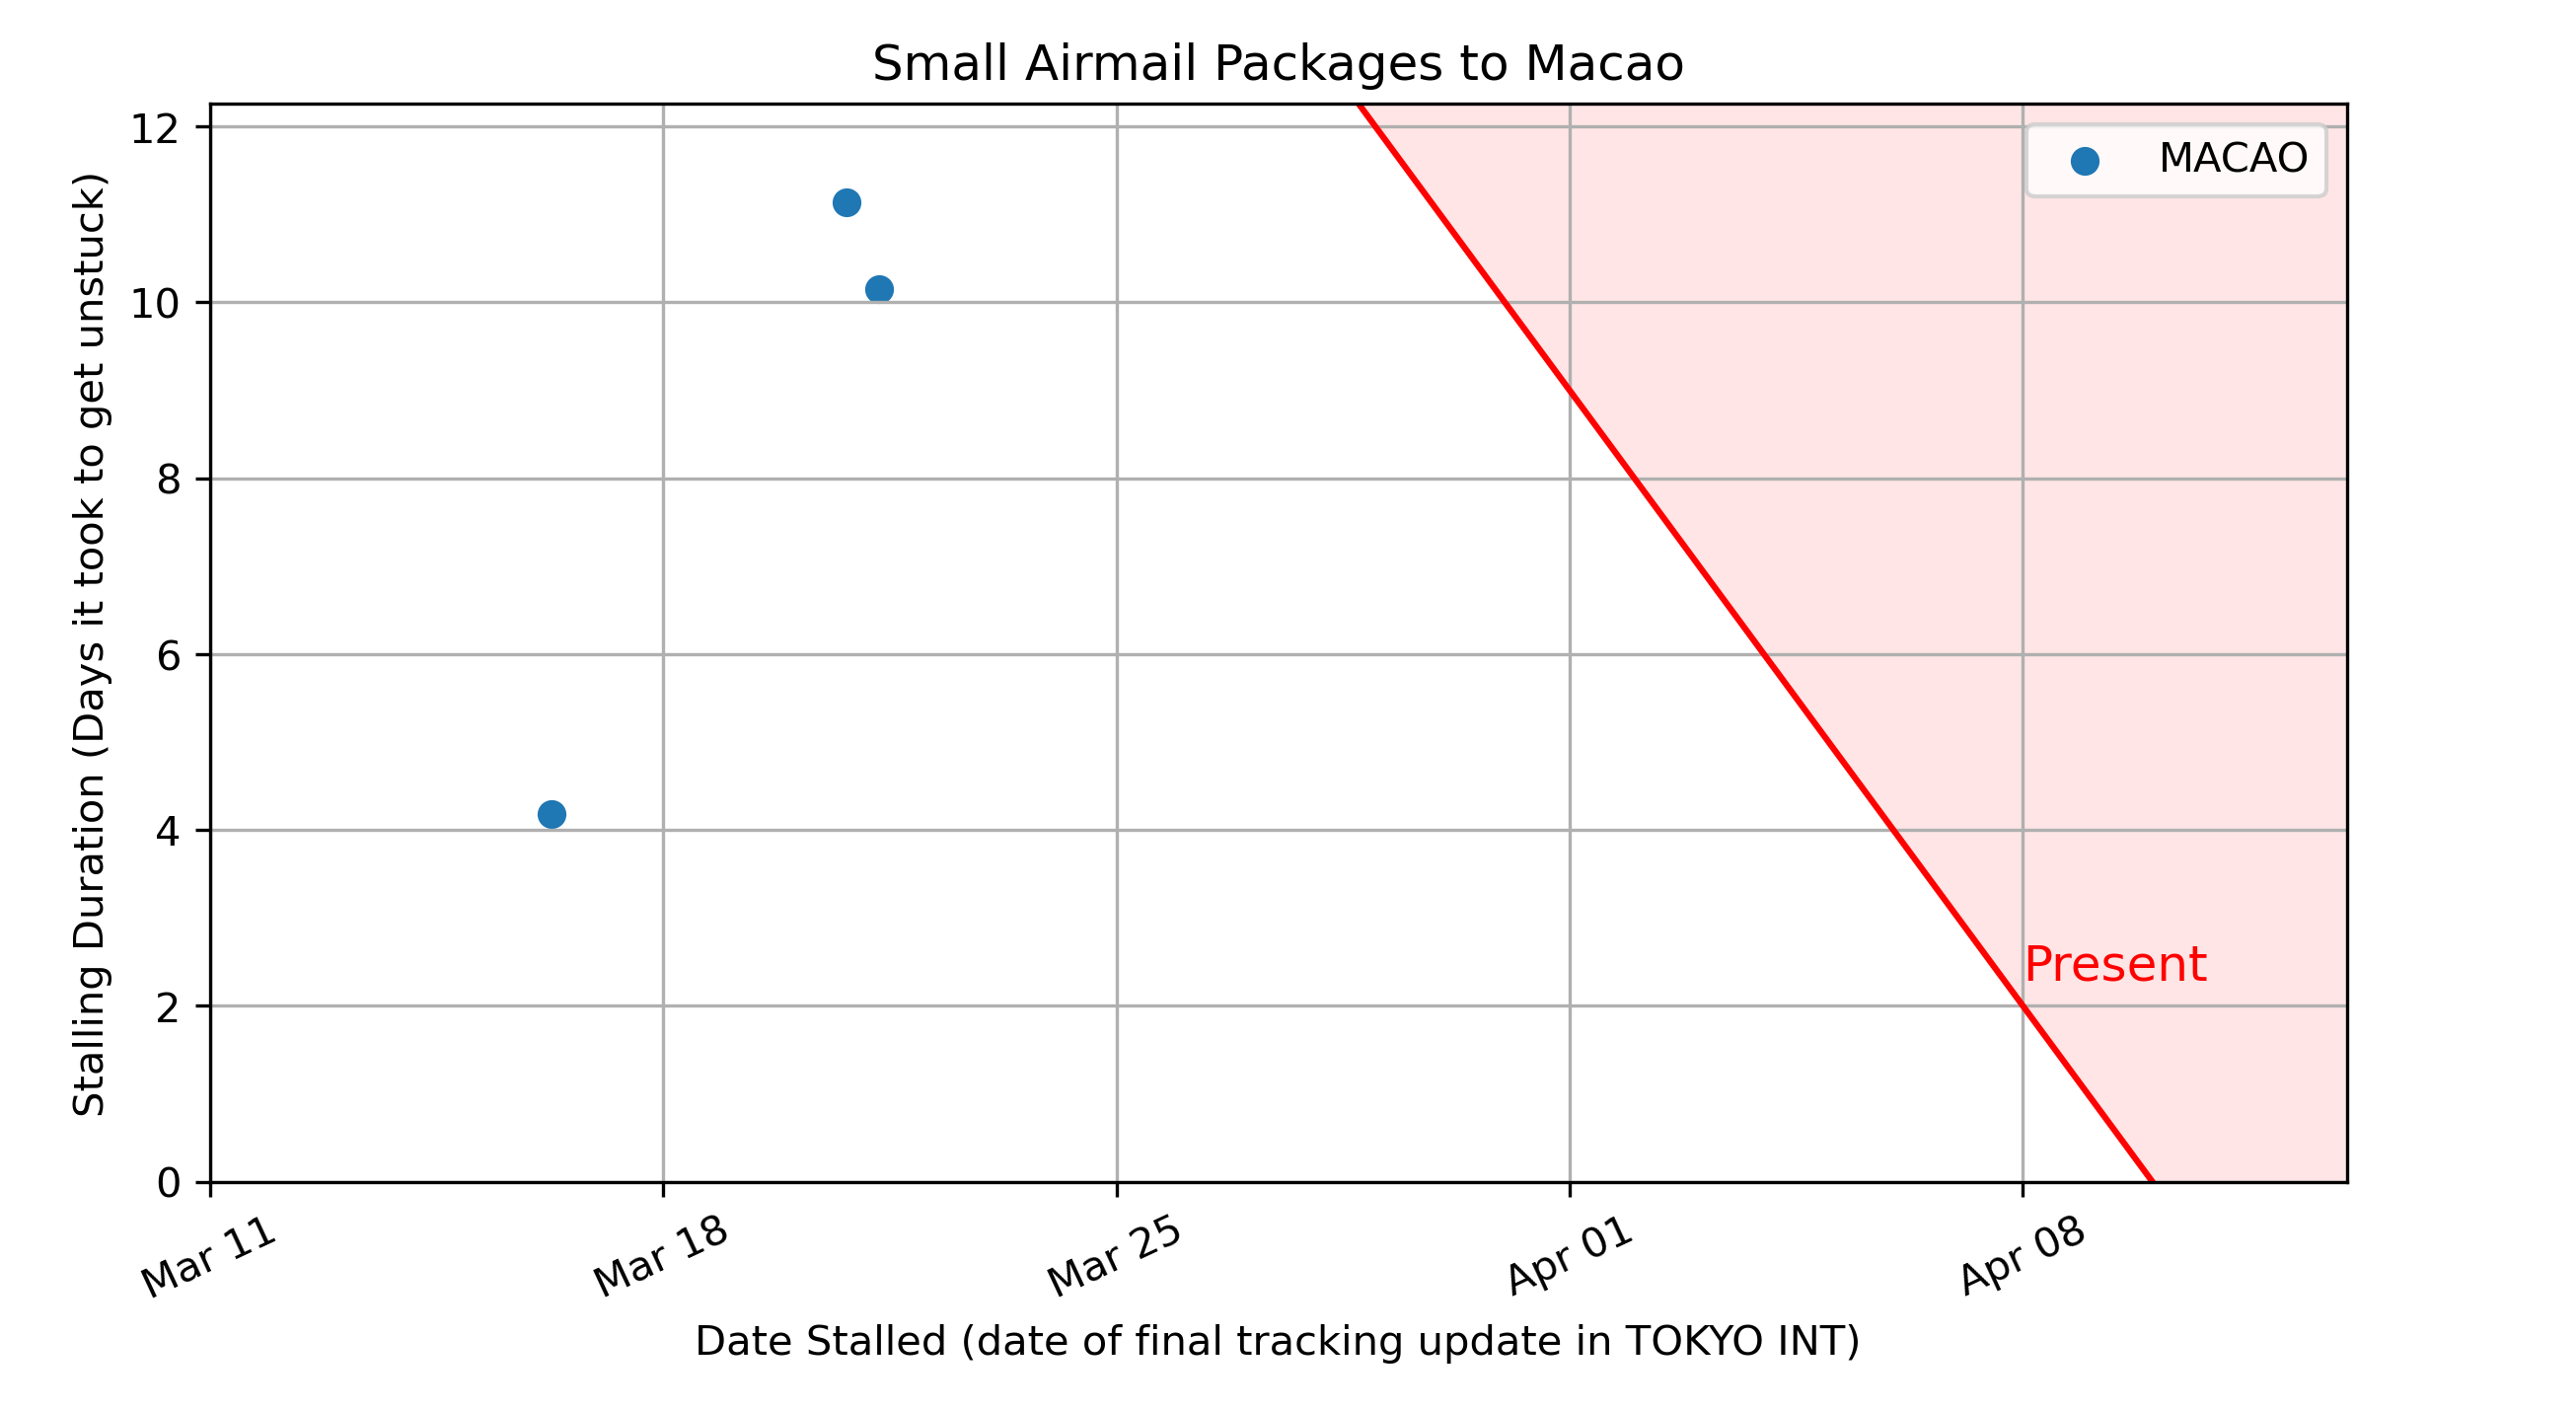 Small Airmail Packages to Macao
Stalling Duration (Days it took to get unstuck)
12
10
8
6
4
2
0
MACAO
Present
Mar 11
Mar 18
Mar 25
Apr 01
Apr 08
Date Stalled (date of final tracking update in TOKYO INT)